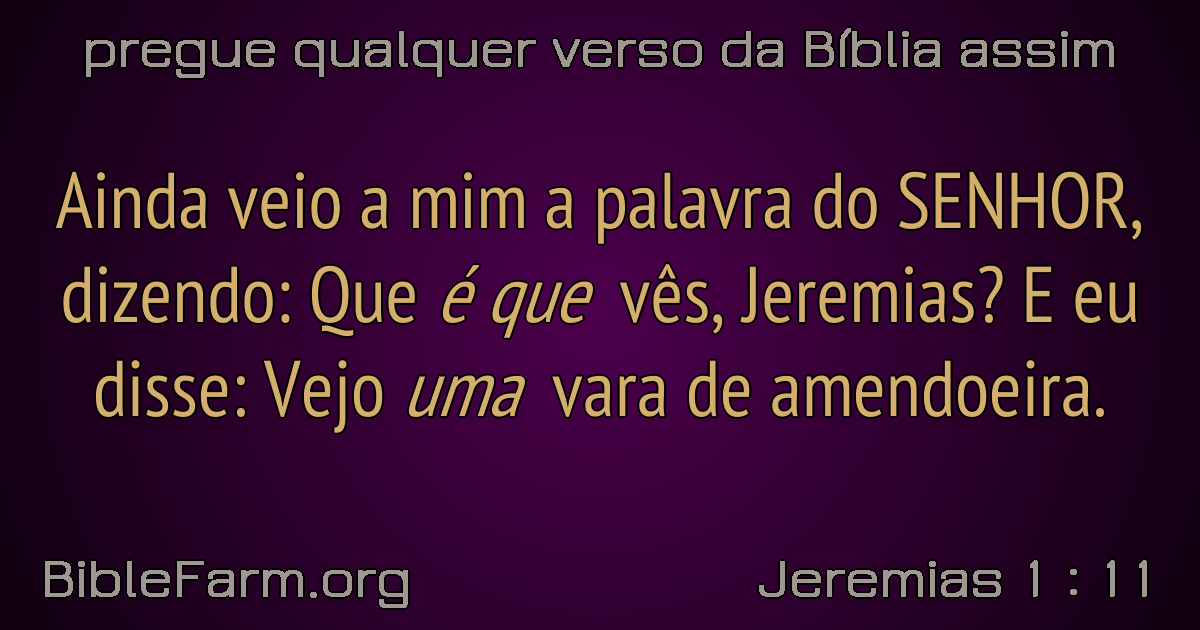 pregue qualquer verso da Bíblia assim
Ainda veio a mim a palavra do SENHOR,
dizendo: Que é que vês, Jeremias? E eu
disse: Vejo uma vara de amendoeira.
BibleFarm.org
Jeremias 1 : 11